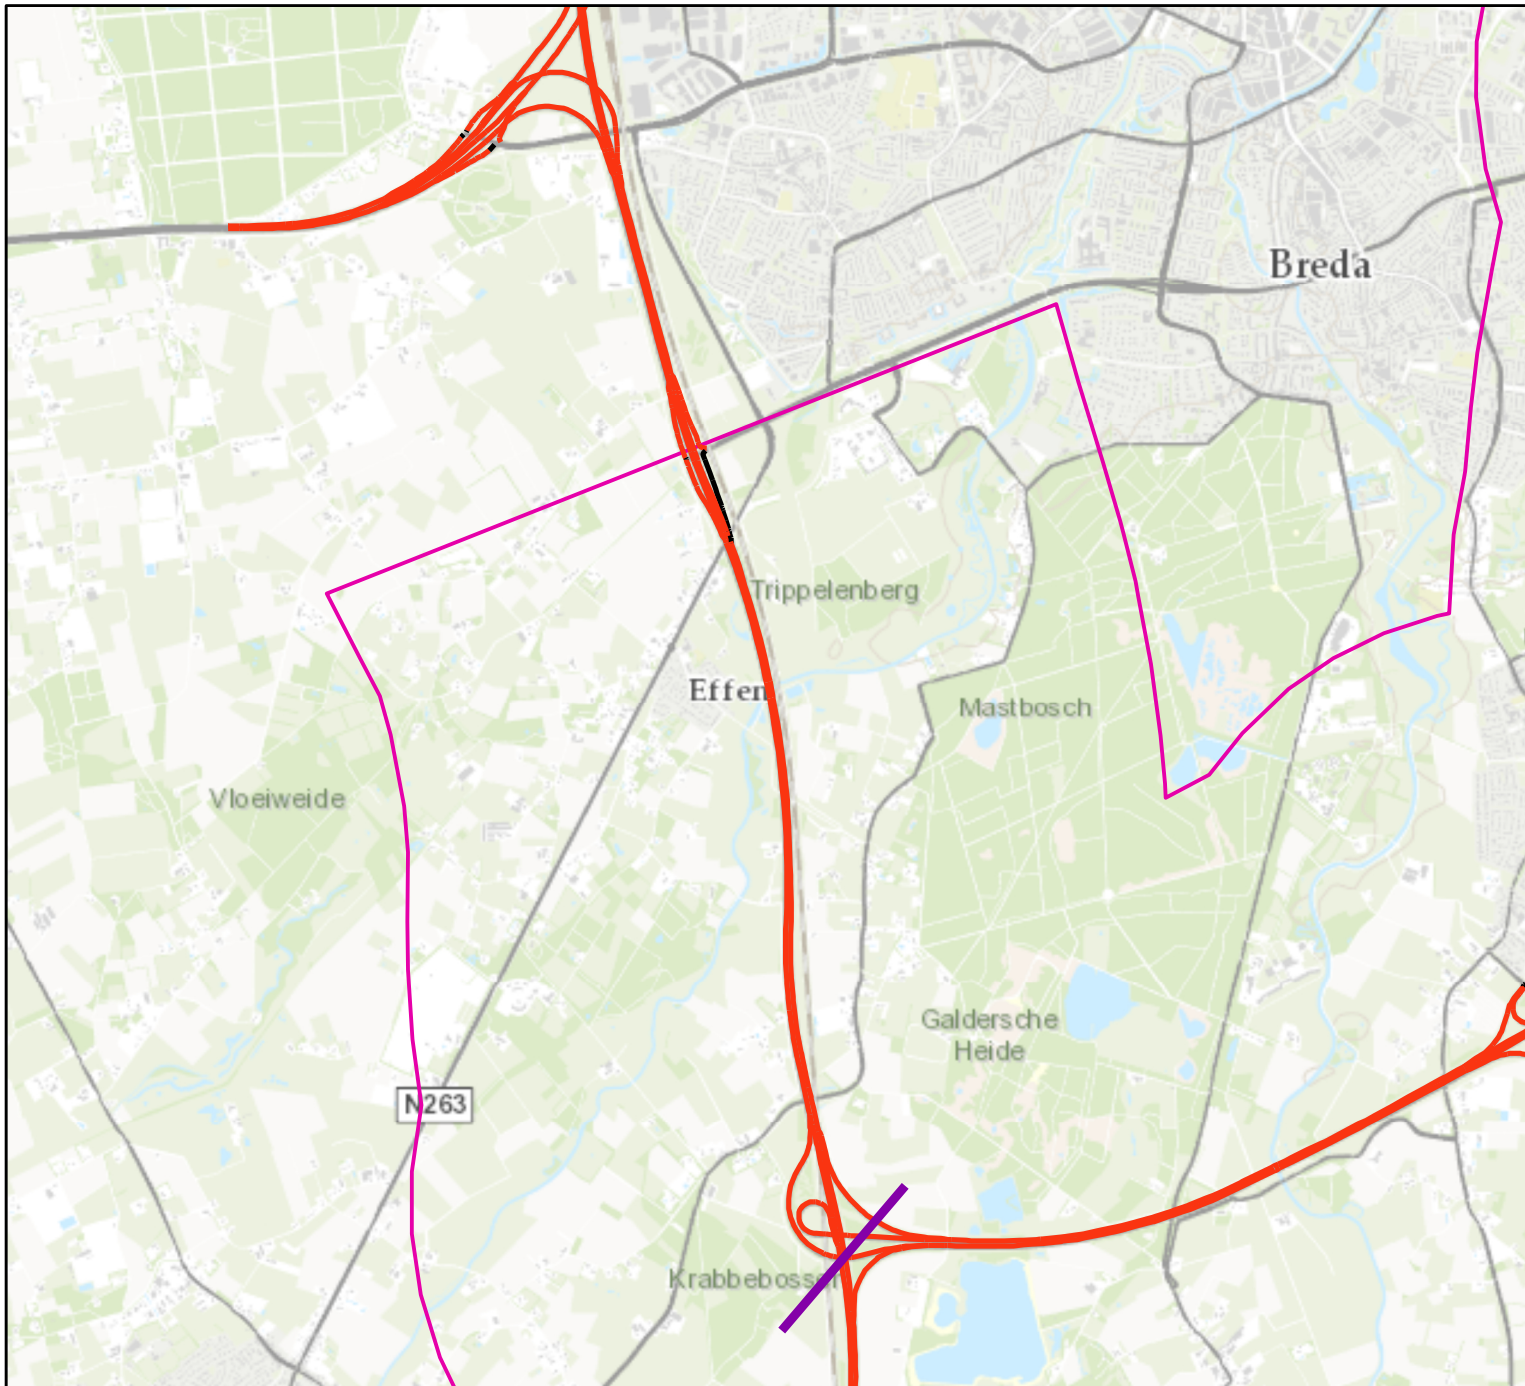 Breda
Trippelenberg
Effen
Mastbosch
Vloeiweide
Galdersche
Heide
N263
Krabbebossen